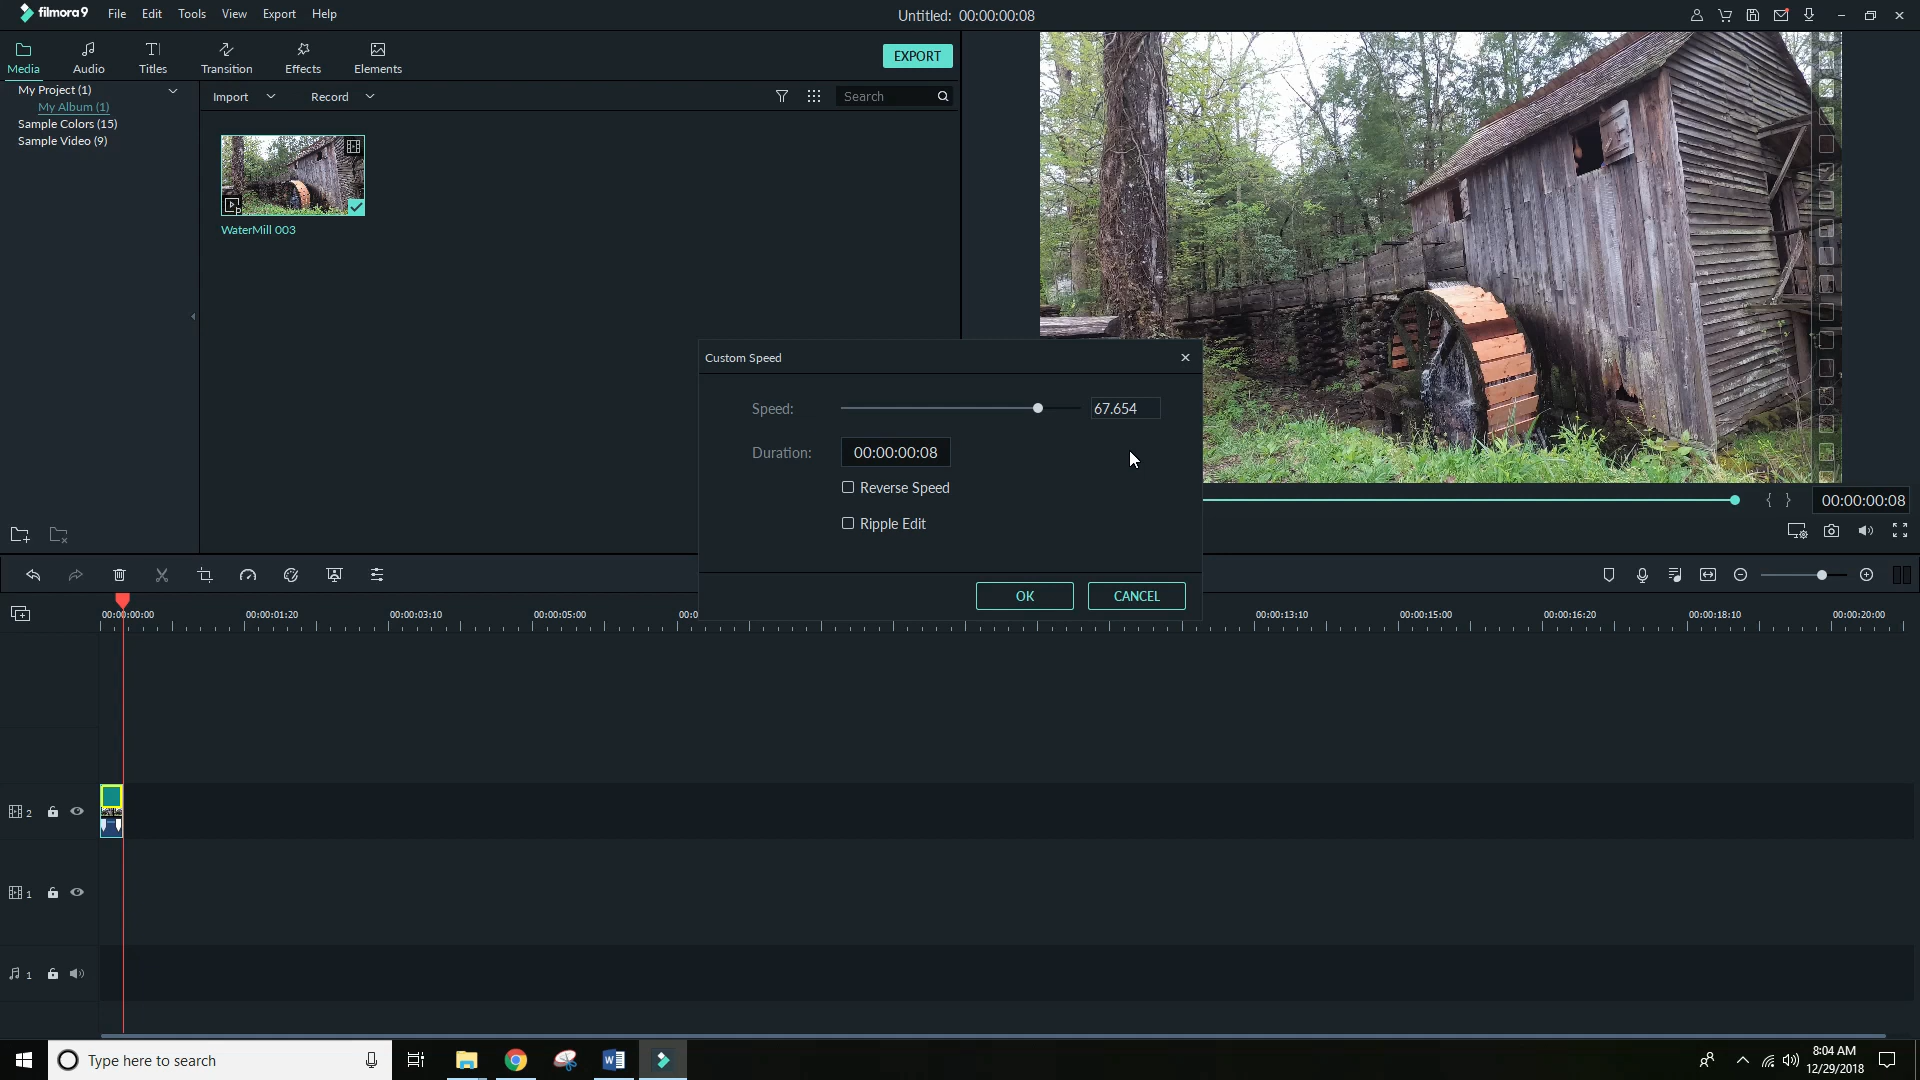 filmora9 File Edit Tools View Export Help Untitled: 00:00:00:08
Media Audio Titles Transition Effects Elements EXPORT
My Project (1)
My Album (1)
Sample Colors (15)
Sample Video (9)
Import Record Search
WaterMill 003
Custom Speed
Speed: 67.654
Duration: 00:00:00:08
Reverse Speed
Ripple Edit
OK CANCEL
00:00:00:08
00:00:00:00 00:00:01:20 00:00:03:10 00:00:05:00 00:0 00:00:13:10 00:00:15:00 00:00:16:20 00:00:18:10 00:00:20:00
2
1
1
Type here to search
8:04 AM
12/29/2018